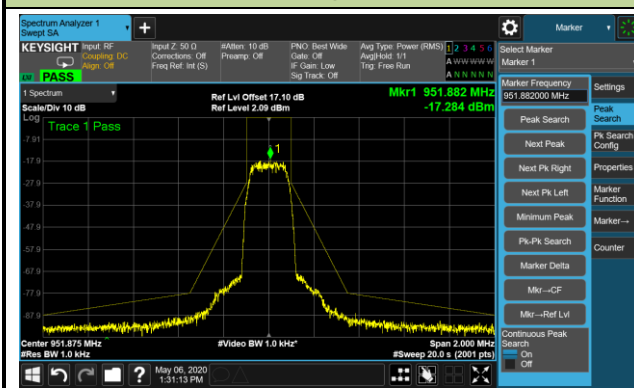 Spectrum Analyzer 1
Swept SA
+
Marker
KEYSIGHT
Input: RF
Coupling: DC
Align: Off
Input Z: 50 Ω
Corrections: Off
Freq Ref: Int (S)
#Atten: 10 dB
Preamp: Off
PNO: Best Wide
Gate: Off
IF Gain: Low
Sig Track: Off
Avg Type: Power (RMS)
Avg|Hold: 1/1
Trig: Free Run
1 2 3 4 5 6
A W W W W W
A N N N N N
PASS
Select Marker
Marker 1
1 Spectrum
Scale/Div 10 dB
Log
Ref Lvl Offset 17.10 dB
Ref Level 2.09 dBm
Mkr1 951.882 MHz
-17.284 dBm
Trace 1 Pass
1
-7.91
-17.9
-27.9
-37.9
-47.9
-57.9
-67.9
-77.9
-87.9
Center 951.875 MHz
#Res BW 1.0 kHz
#Video BW 1.0 kHz*
Span 2.000 MHz
#Sweep 20.0 s (2001 pts)
Marker Frequency
951.882000 MHz
Peak Search
Next Peak
Next Pk Right
Next Pk Left
Minimum Peak
Pk-Pk Search
Marker Delta
Mkr→CF
Mkr→Ref Lvl
Continuous Peak
Search
On
Off
Settings
Peak
Search
Pk Search
Config
Properties
Marker
Function
Marker→
Counter
?
May 06, 2020
1:31:13 PM